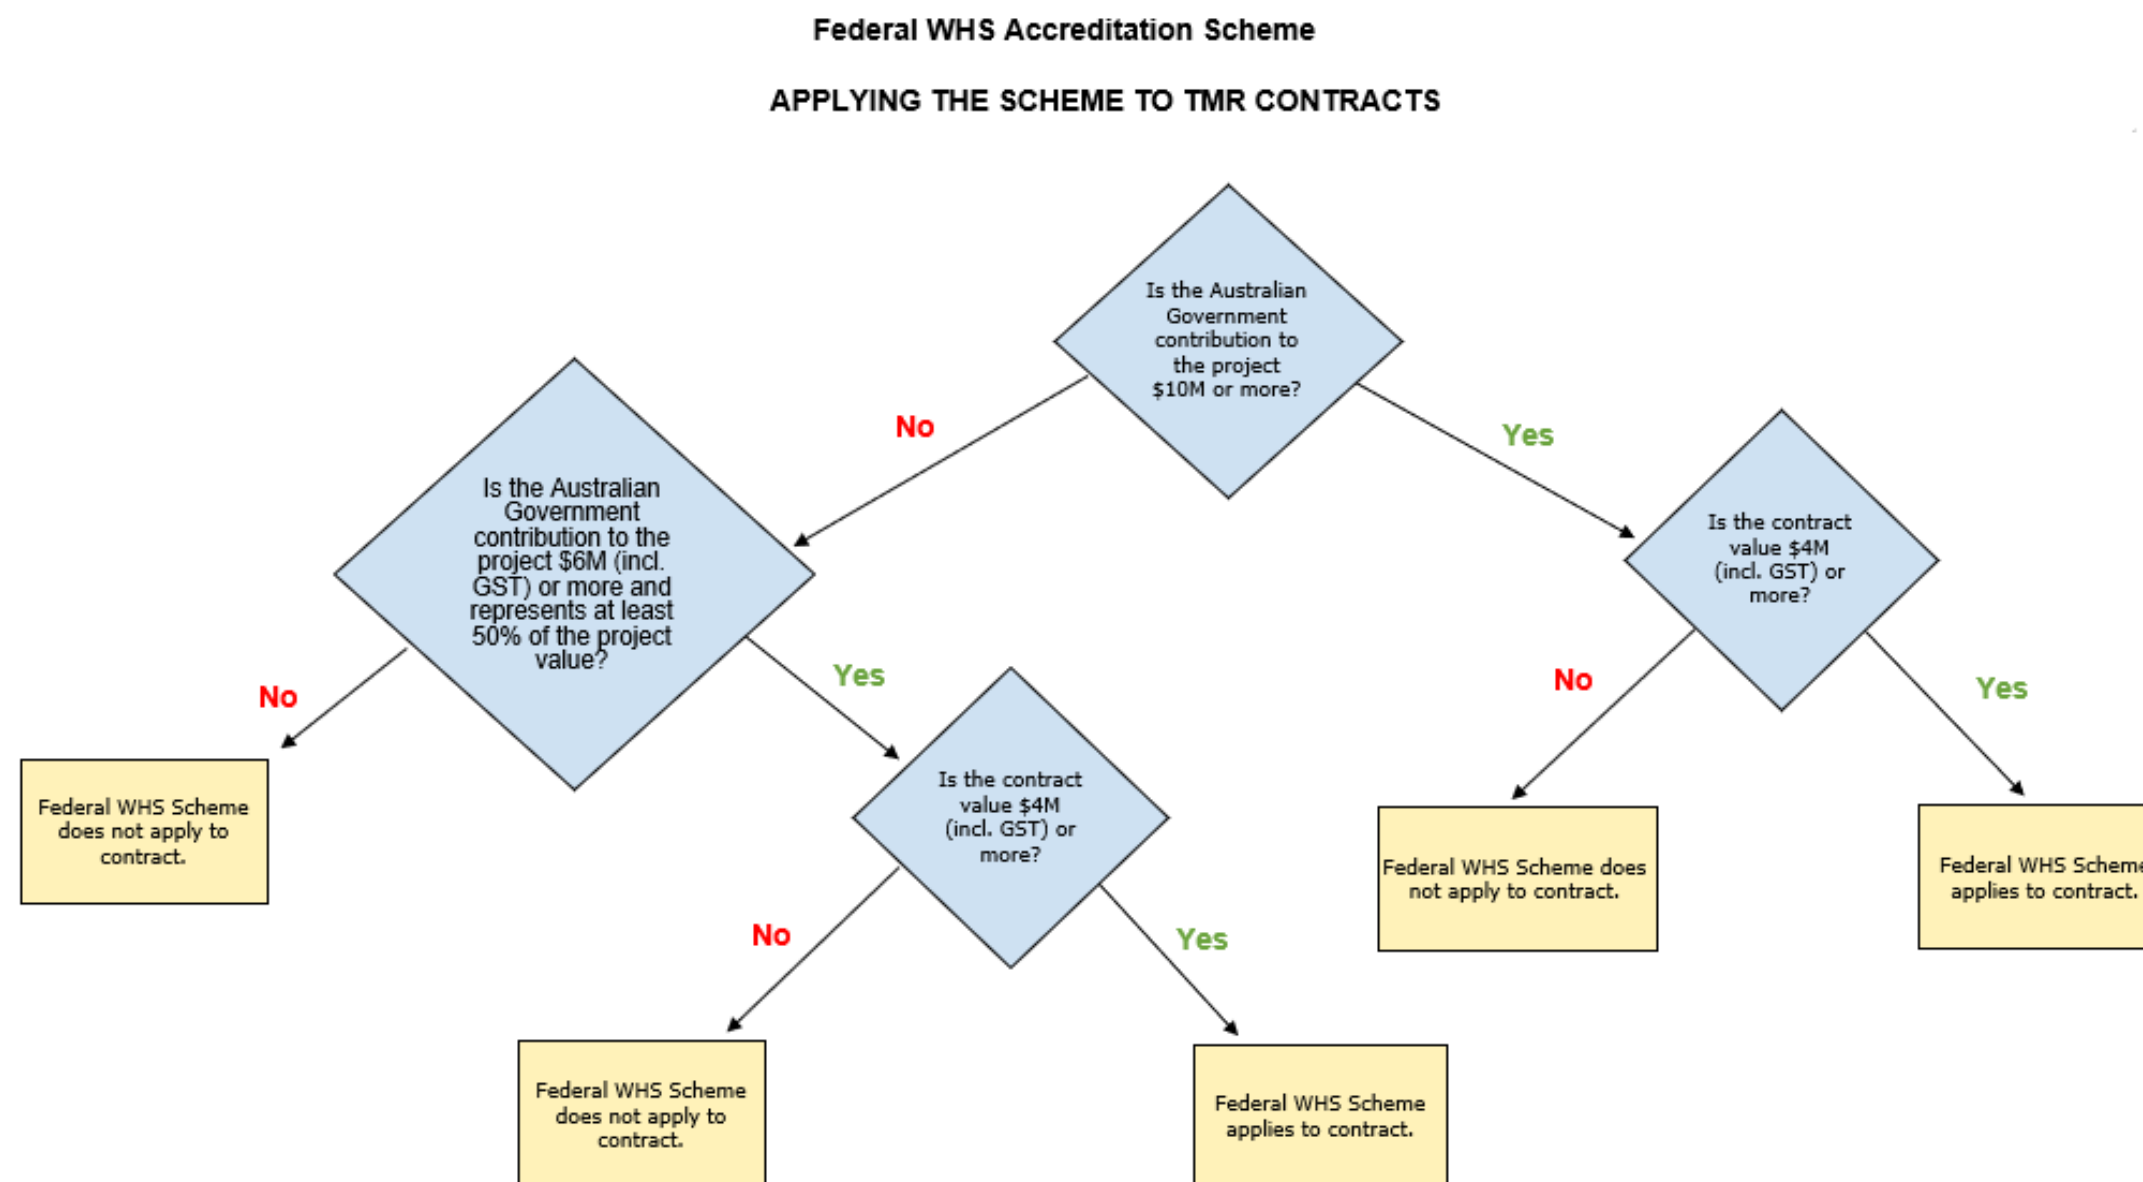 Federal WHS Accreditation Scheme
APPLYING THE SCHEME TO TMR CONTRACTS
Is the Australian
Government
contribution to
the project
$10M or more?
No
Yes
Is the Australian
Government
contribution to the
project $6M (incl.
GST) or more and
represents at least
50% of the project
value?
Is the contract
value $4M
(incl. GST) or
more?
No
Yes
No
Yes
Federal WHS Scheme
does not apply to
contract.
Is the contract
value $4M
(incl. GST) or
more?
Federal WHS Scheme does
not apply to contract.
Federal WHS Scheme
applies to contract.
No
Yes
Federal WHS Scheme
does not apply to
contract.
Federal WHS Scheme
applies to contract.